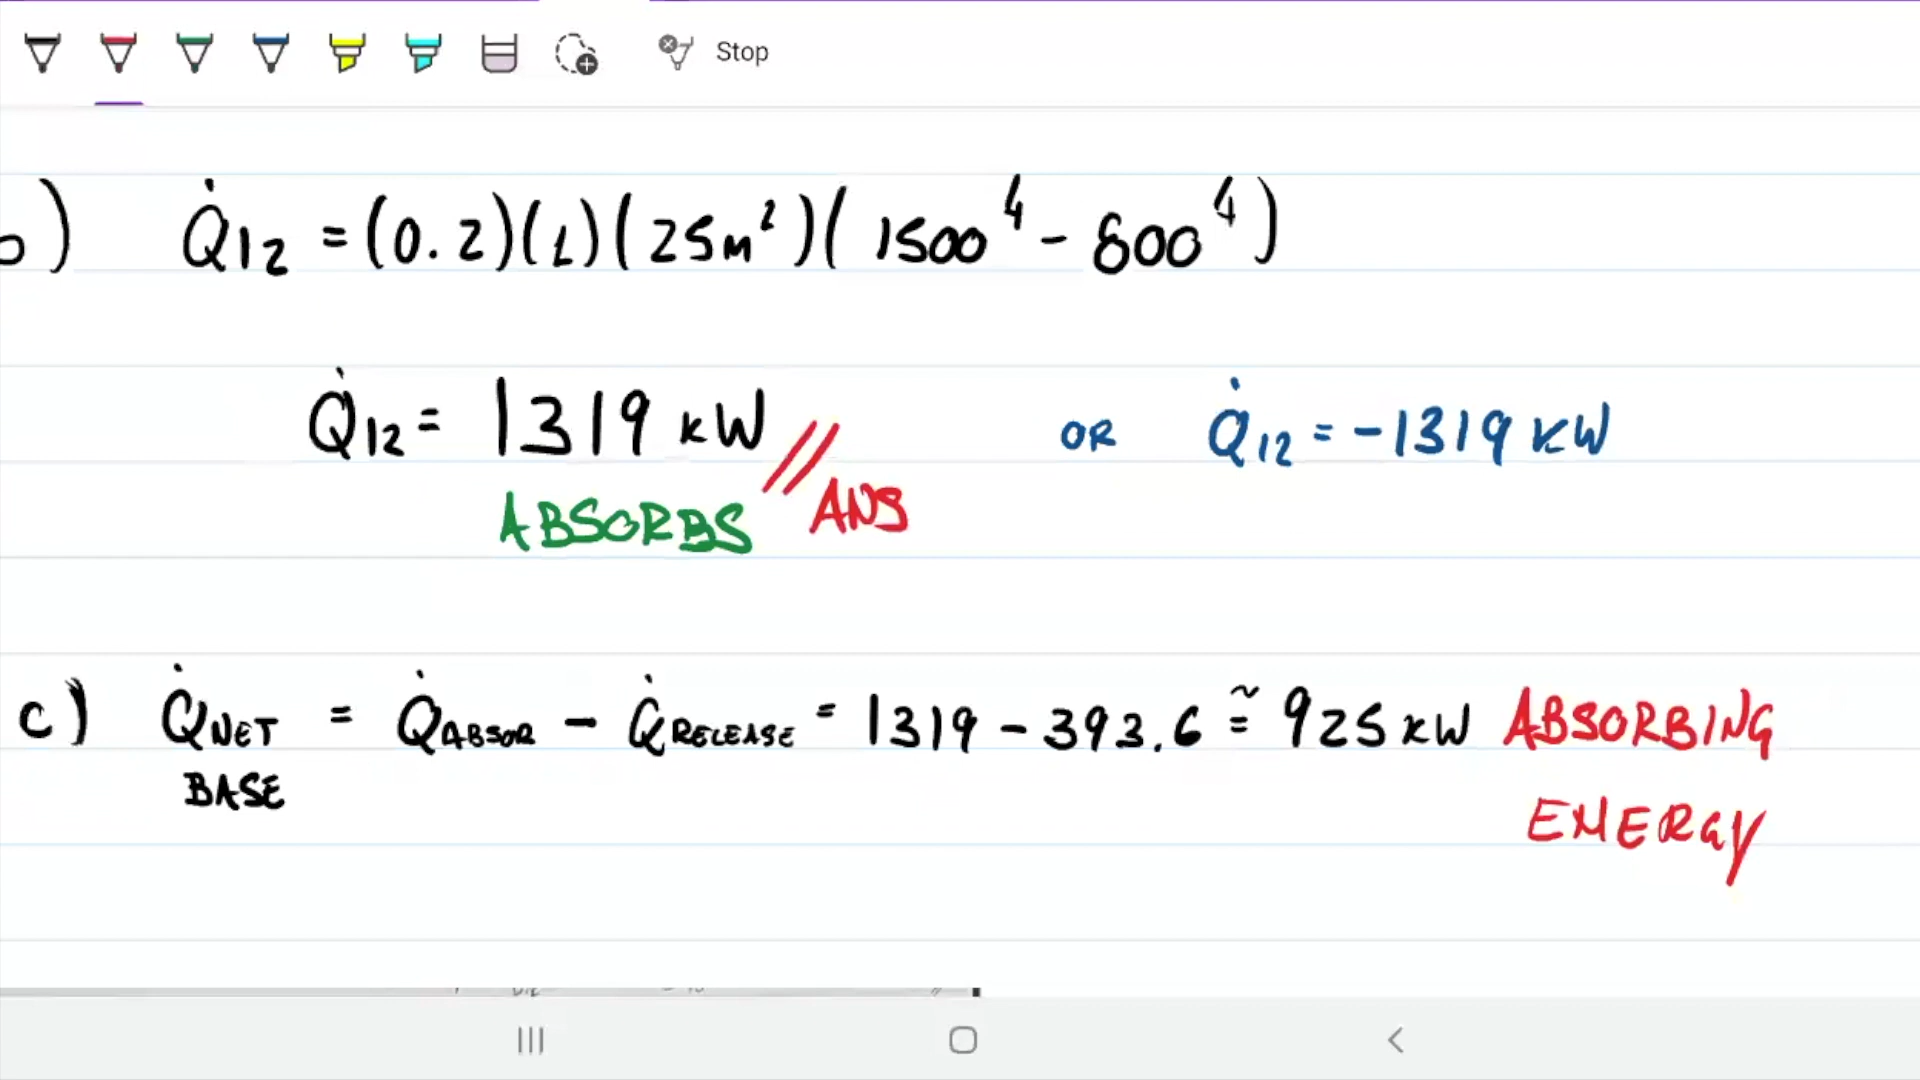 Stop
b) Q̇12 = (0.2)(1)(25m²)(1500⁴ - 800⁴)
Q̇12 = 1319 kW // ANS or Q̇12 = -1319 kW
ABSORBS
c) Q̇NET BASE = Q̇ABSOR - Q̇RELEASE = 1319 - 393.6 ≅ 925 kW ABSORBING
ENERGY